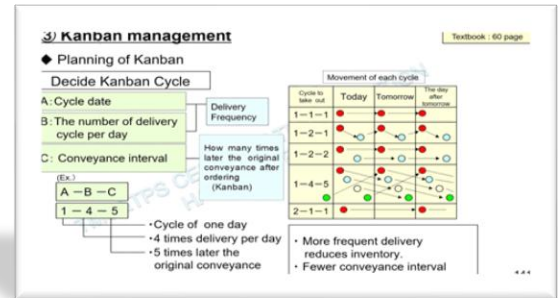 ③ Kanban management
Textbook : 60 page
◆ Planning of Kanban
Decide Kanban Cycle
A:Cycle date
B:The number of delivery
cycle per day
C: Conveyance interval
Delivery
Frequency
How many times
later the original
conveyance after
ordering
(Kanban)
(Ex.)
A －B －C
1 － 4 － 5
・Cycle of one day
・4 times delivery per day
・5 times later the
original conveyance
Movement of each cycle
Cycle to
take out
Today
Tomorrow
The day
after
tomorrow
1－1－1
1－2－1
1－2－2
1－4－5
2－1－1
・ More frequent delivery
reduces inventory.
・ Fewer conveyance interval